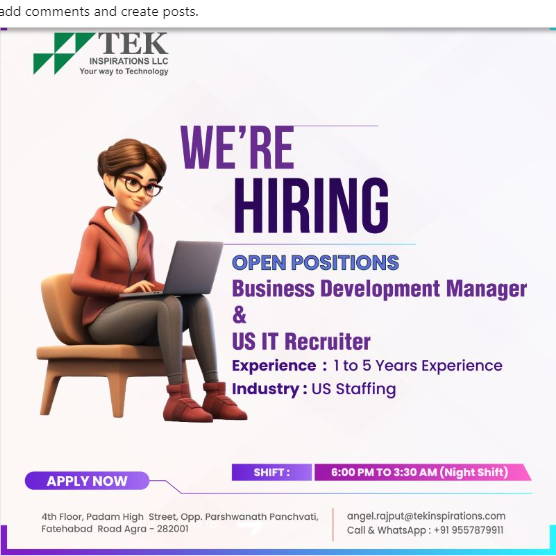 add comments and create posts.
TEK
INSPIRATIONS LLC
Your way to Technology
WE'RE
HIRING
OPEN POSITIONS
Business Development Manager
&
US IT Recruiter
Experience : 1 to 5 Years Experience
Industry : US Staffing
SHIFT : 6:00 PM TO 3:30 AM (Night Shift)
APPLY NOW
4th Floor, Padam High Street, Opp. Parshwanath Panchvati,
Fatehabad Road Agra - 282001
angel.rajput@tekinspirations.com
Call & WhatsApp : +91 9557879911